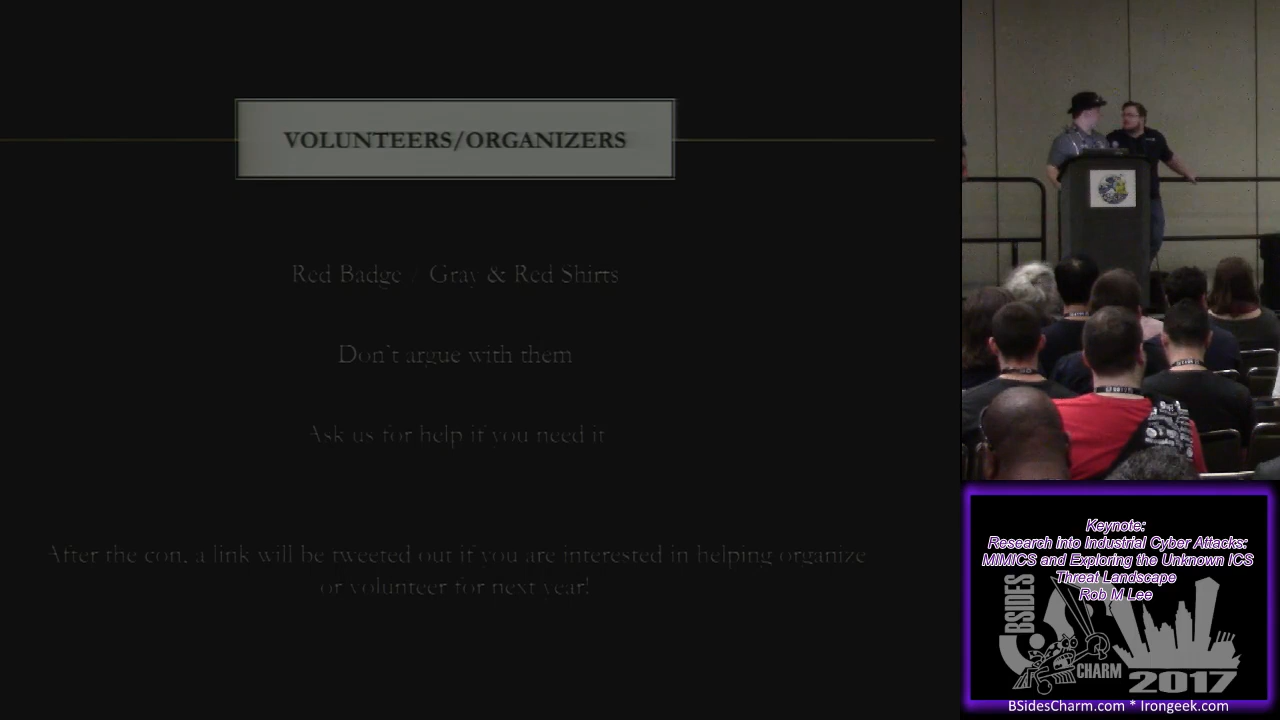 VOLUNTEERS/ORGANIZERS
Red Badge / Gray & Red Shirts
Don't argue with them
Ask us for help if you need it
After the con, a link will be tweeted out if you are interested in helping organize
or volunteer for next year!
Keynote:
Research into Industrial Cyber Attacks:
MIMICS and Exploring the Unknown ICS
Threat Landscape
Rob M Lee
BSIDES
CHARM
2017
BSidesCharm.com * Irongeek.com